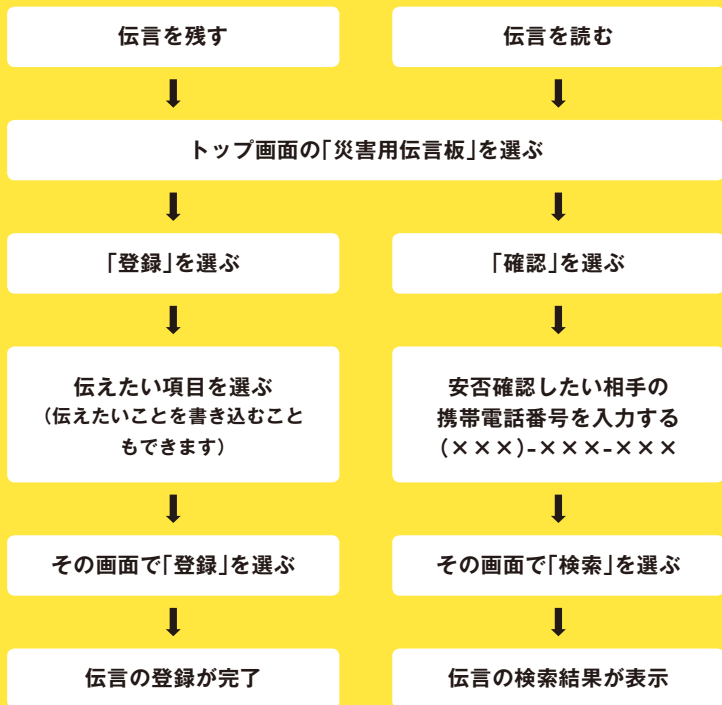 伝言を残す
伝言を読む
トップ画面の｢災害用伝言板｣を選ぶ
｢登録｣を選ぶ
｢確認｣を選ぶ
伝えたい項目を選ぶ
(伝えたいことを書き込むこと
もできます)
安否確認したい相手の
携帯電話番号を入力する
(×××)-×××-×××
その画面で｢登録｣を選ぶ
その画面で｢検索｣を選ぶ
伝言の登録が完了
伝言の検索結果が表示